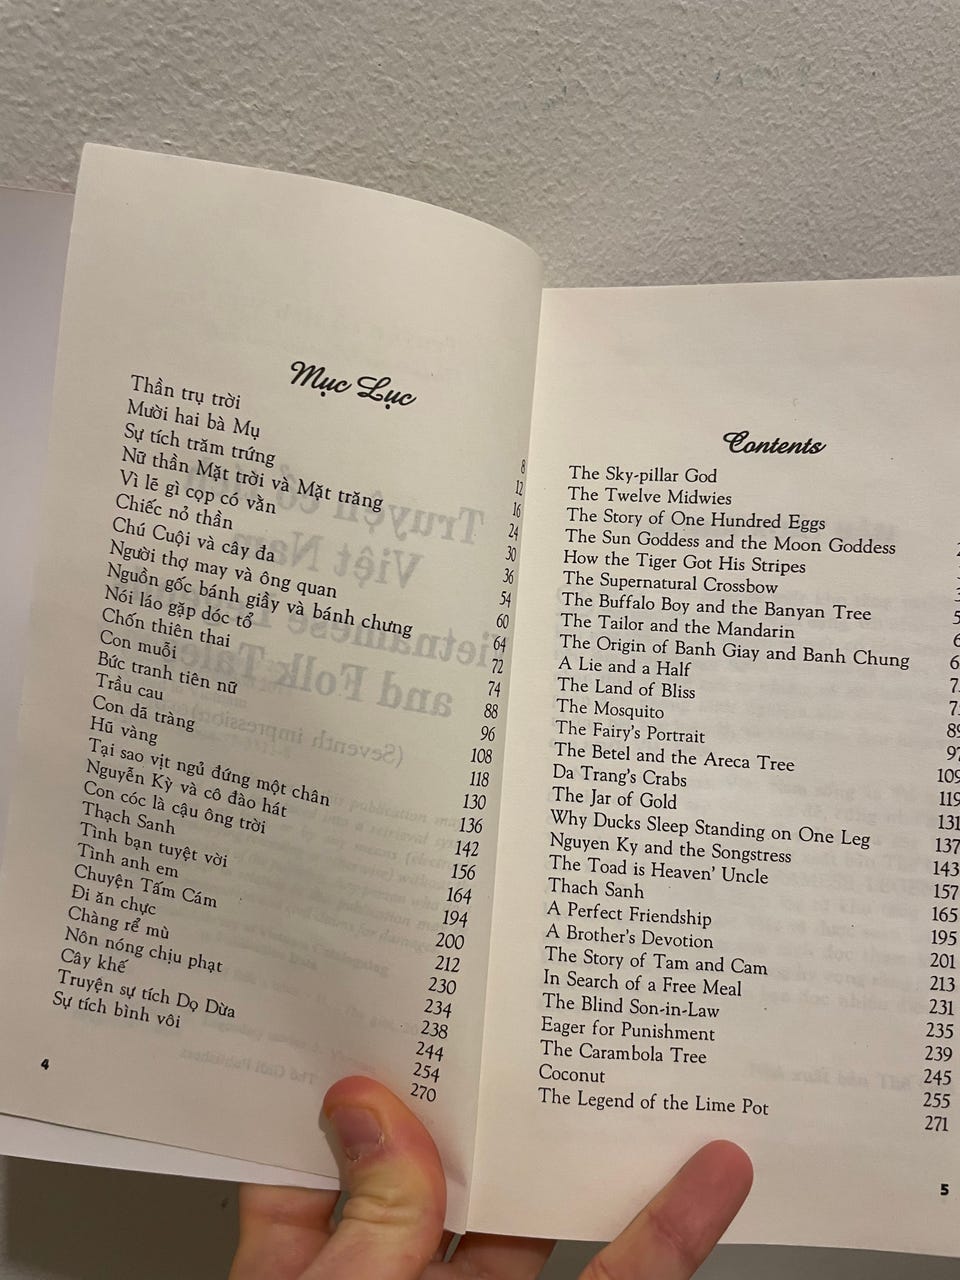 Mục Lục
Thần trụ trời 8
Mười hai bà Mụ 12
Sự tích trăm trứng 16
Nữ thần Mặt trời và Mặt trăng 24
Vì lẽ gì cọp có vằn 30
Chiếc nỏ thần 36
Chú Cuội và cây đa 54
Người thợ may và ông quan 60
Nguồn gốc bánh giầy và bánh chưng 64
Nói láo gặp dóc tổ 72
Chốn thiên thai 74
Con muỗi 88
Bức tranh tiên nữ 96
Trầu cau 108
Con dã tràng 118
Hũ vàng 130
Tại sao vịt ngủ đứng một chân 136
Nguyễn Kỳ và cô đào hát 142
Con cóc là cậu ông trời 156
Thạch Sanh 164
Tình bạn tuyệt vời 194
Tình anh em 200
Chuyện Tấm Cám 212
Đi ăn chực 230
Chàng rể mù 234
Nôn nóng chịu phạt 238
Cây khế 244
Truyện sự tích Dọ Dừa 254
Sự tích bình vôi 270
4
Contents
The Sky-pillar God
The Twelve Midwies
The Story of One Hundred Eggs
The Sun Goddess and the Moon Goddess
How the Tiger Got His Stripes
The Supernatural Crossbow
The Buffalo Boy and the Banyan Tree
The Tailor and the Mandarin
The Origin of Banh Giay and Banh Chung
A Lie and a Half
The Land of Bliss
The Mosquito 89
The Fairy's Portrait 97
The Betel and the Areca Tree 109
Da Trang's Crabs 119
The Jar of Gold 131
Why Ducks Sleep Standing on One Leg 137
Nguyen Ky and the Songstress 143
The Toad is Heaven' Uncle 157
Thach Sanh 165
A Perfect Friendship 195
A Brother's Devotion 201
The Story of Tam and Cam 213
In Search of a Free Meal 231
The Blind Son-in-Law 235
Eager for Punishment 239
The Carambola Tree 245
Coconut 255
The Legend of the Lime Pot 271
5